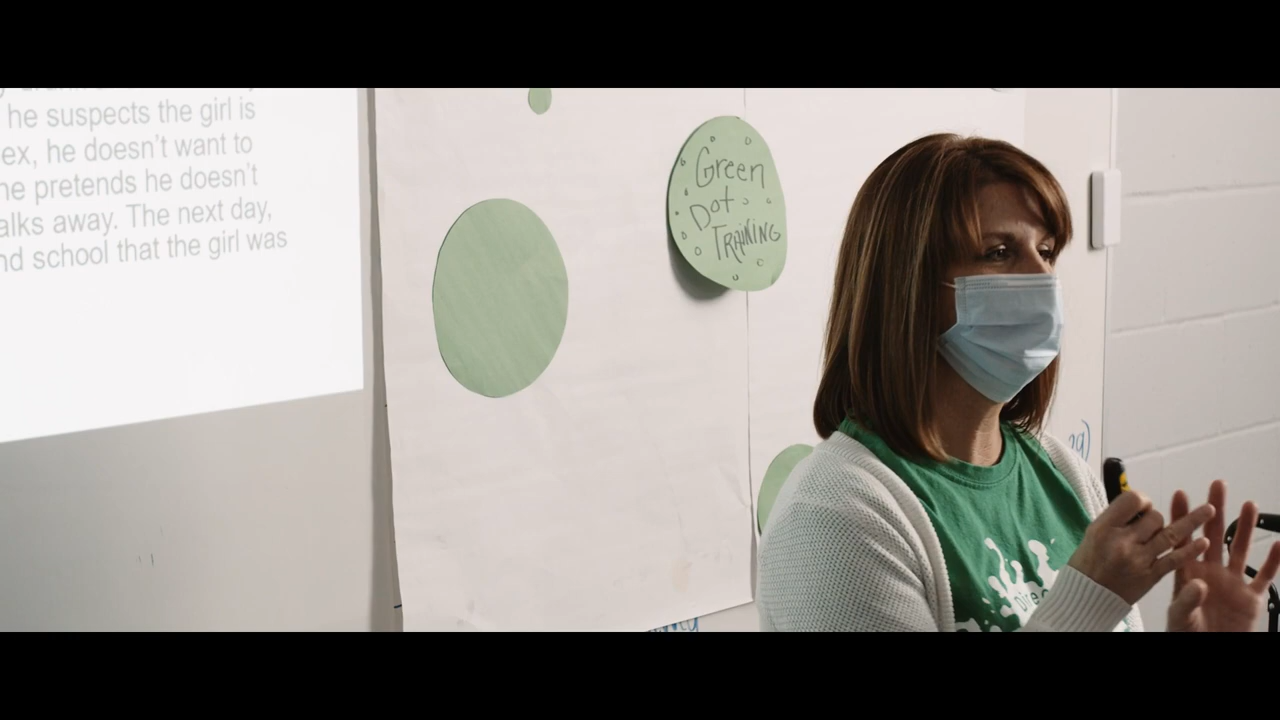 he suspects the girl is
ex, he doesn't want to
he pretends he doesn't
alks away. The next day,
nd school that the girl was
Green
Dot
TRAINING